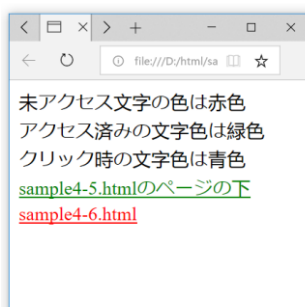 file:///D:/html/sa
未アクセス文字の色は赤色
アクセス済みの文字色は緑色
クリック時の文字色は青色
sample4-5.htmlのページの下
sample4-6.html